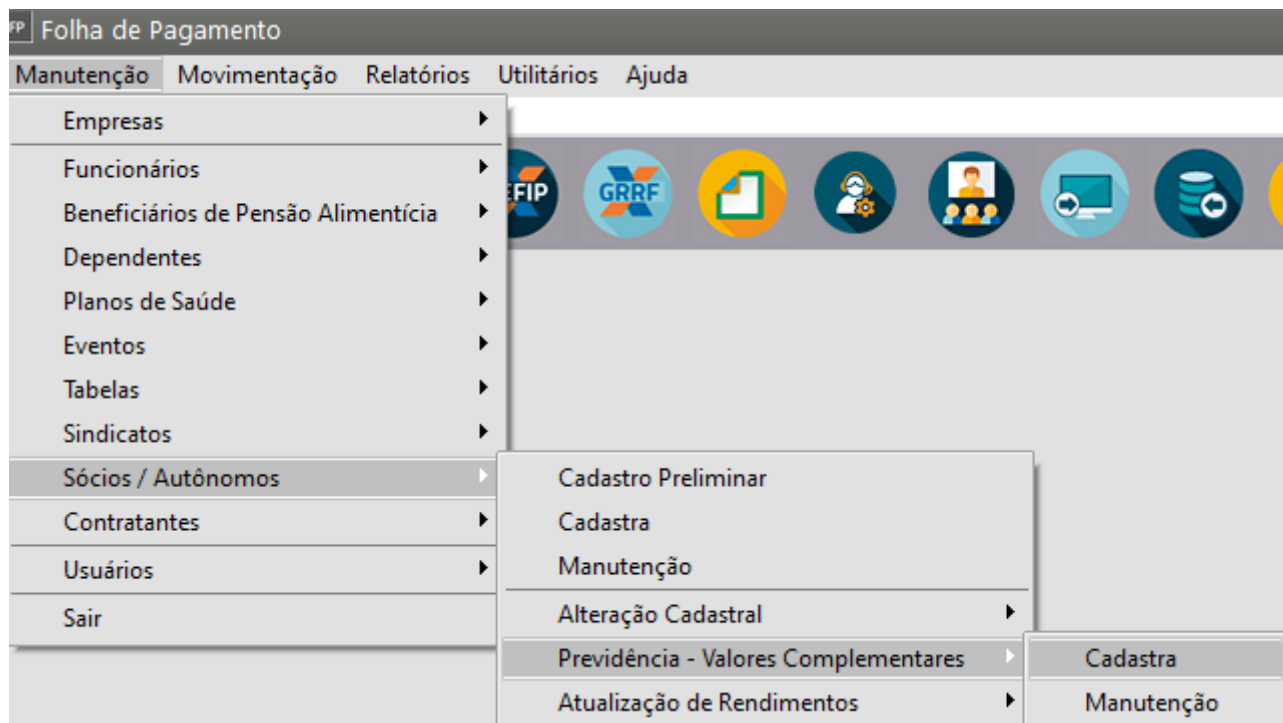 FP Folha de Pagamento
Manutenção Movimentação Relatórios Utilitários Ajuda
Empresas
Funcionários
Beneficiários de Pensão Alimentícia
Dependentes
Planos de Saúde
Eventos
Tabelas
Sindicatos
Sócios / Autônomos
Contratantes
Usuários
Sair
EFIP
GRRF
Cadastro Preliminar
Cadastra
Manutenção
Alteração Cadastral
Previdência - Valores Complementares
Atualização de Rendimentos
Cadastra
Manutenção